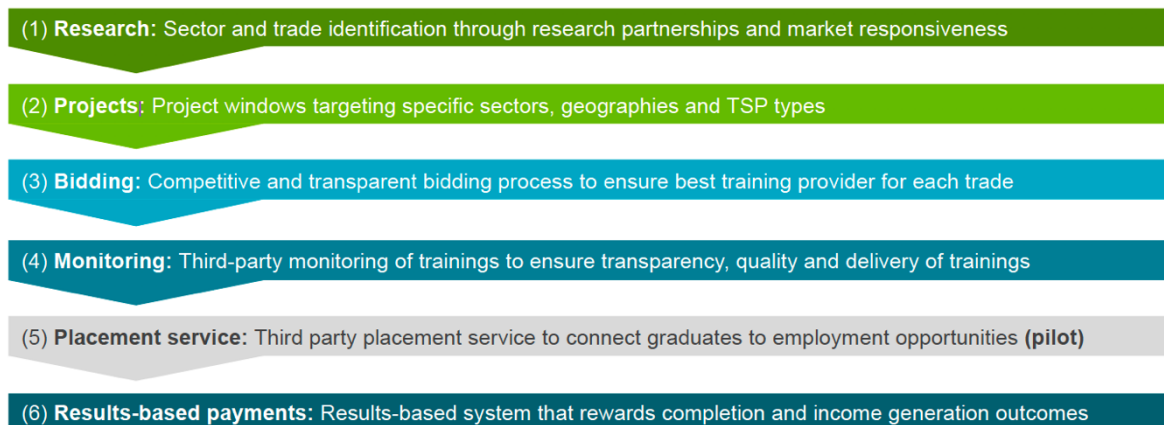 (1) Research: Sector and trade identification through research partnerships and market responsiveness
(2) Projects: Project windows targeting specific sectors, geographies and TSP types
(3) Bidding: Competitive and transparent bidding process to ensure best training provider for each trade
(4) Monitoring: Third-party monitoring of trainings to ensure transparency, quality and delivery of trainings
(5) Placement service: Third party placement service to connect graduates to employment opportunities (pilot)
(6) Results-based payments: Results-based system that rewards completion and income generation outcomes